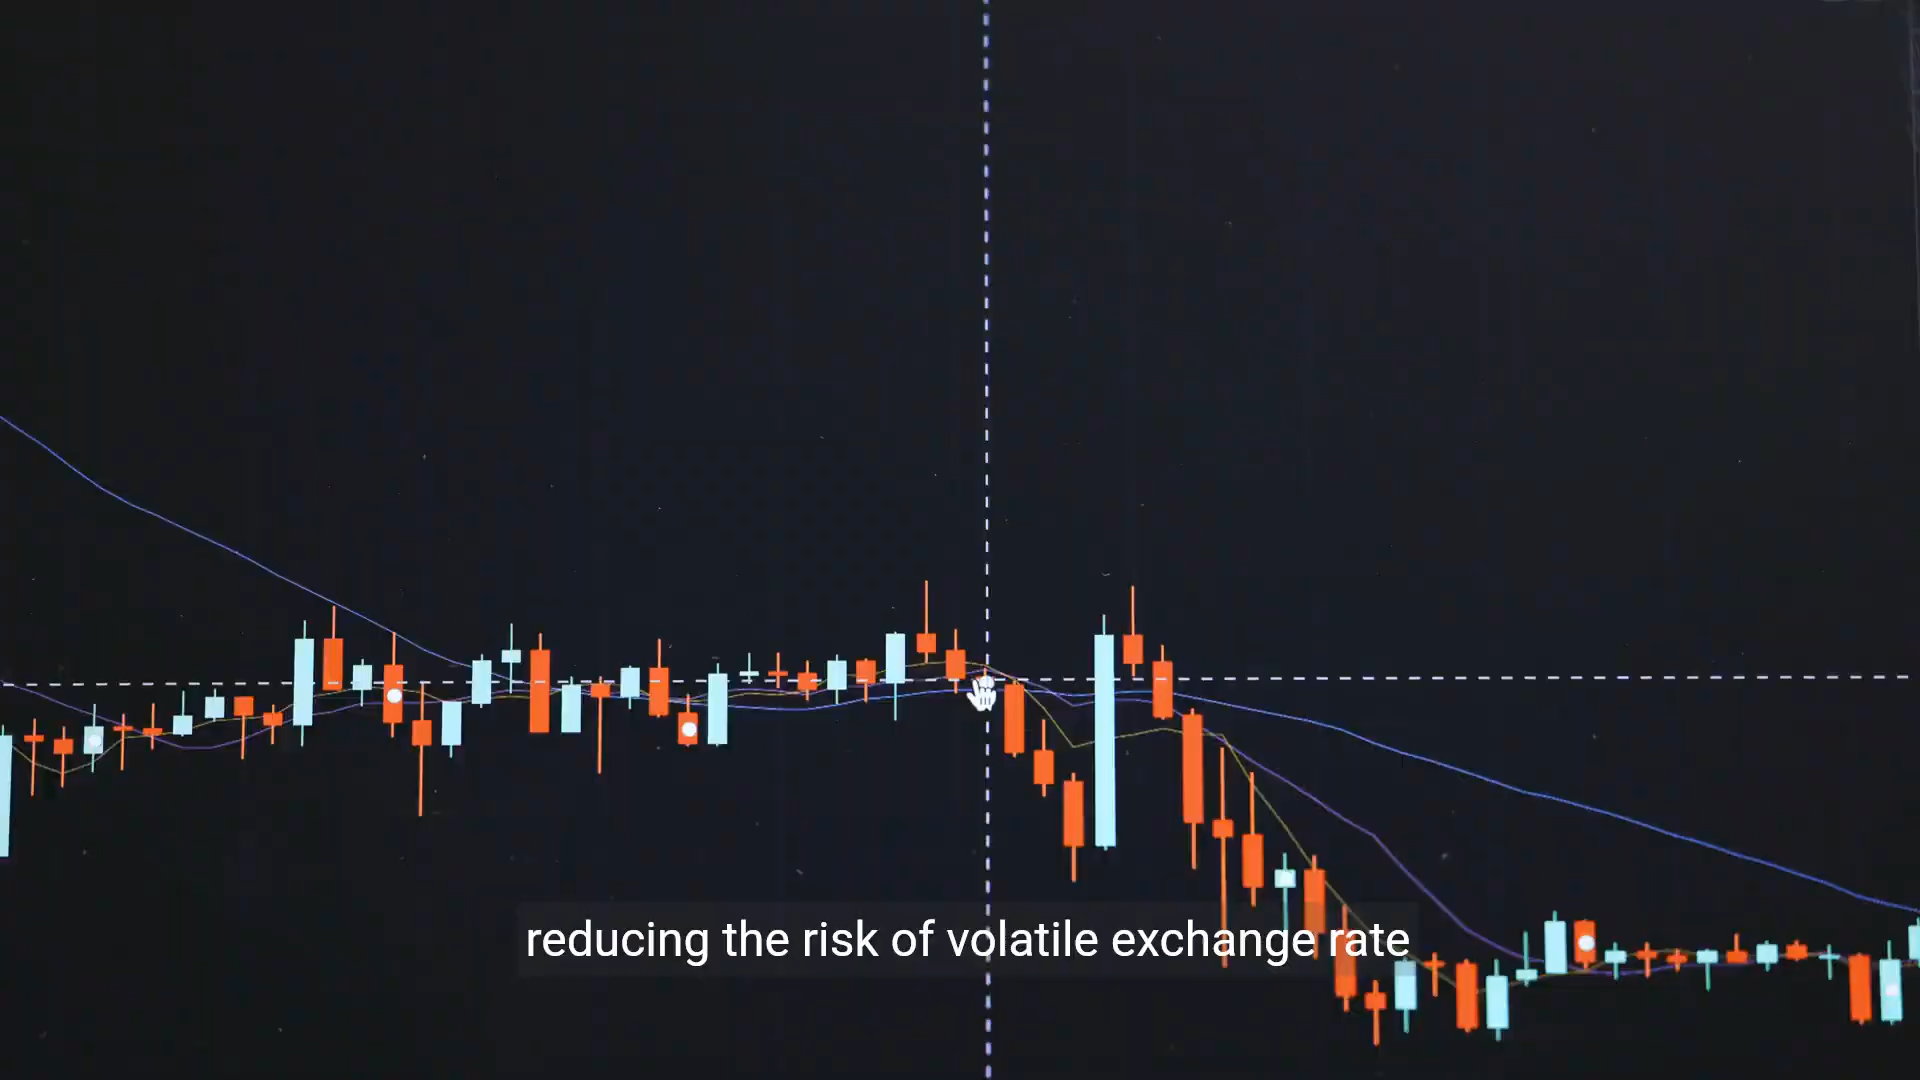 reducing the risk of volatile exchange rate